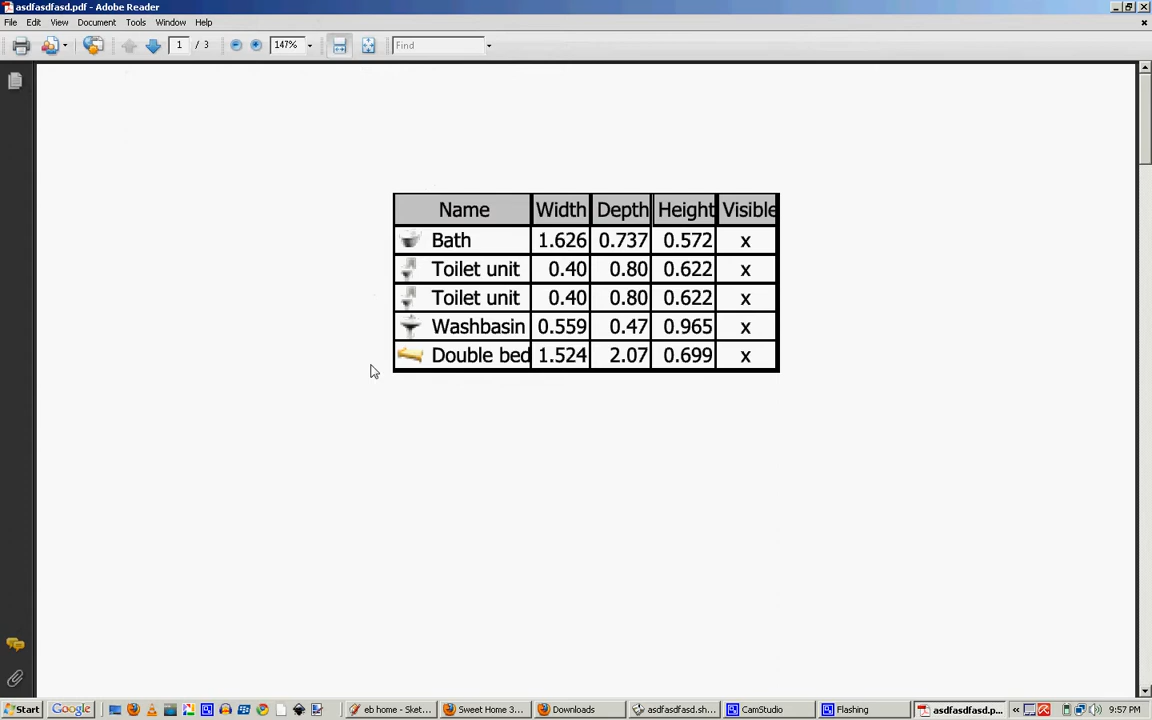 asdfasdfasd.pdf - Adobe Reader
File Edit View Document Tools Window Help
1 / 3 147% Find
Name Width Depth Height Visible
Bath 1.626 0.737 0.572 x
Toilet unit 0.40 0.80 0.622 x
Toilet unit 0.40 0.80 0.622 x
Washbasin 0.559 0.47 0.965 x
Double bed 1.524 2.07 0.699 x
Start Google eb home - Sket... Sweet Home 3... Downloads asdfasdfasd.sh... CamStudio Flashing asdfasdfasd.p... « 9:57 PM